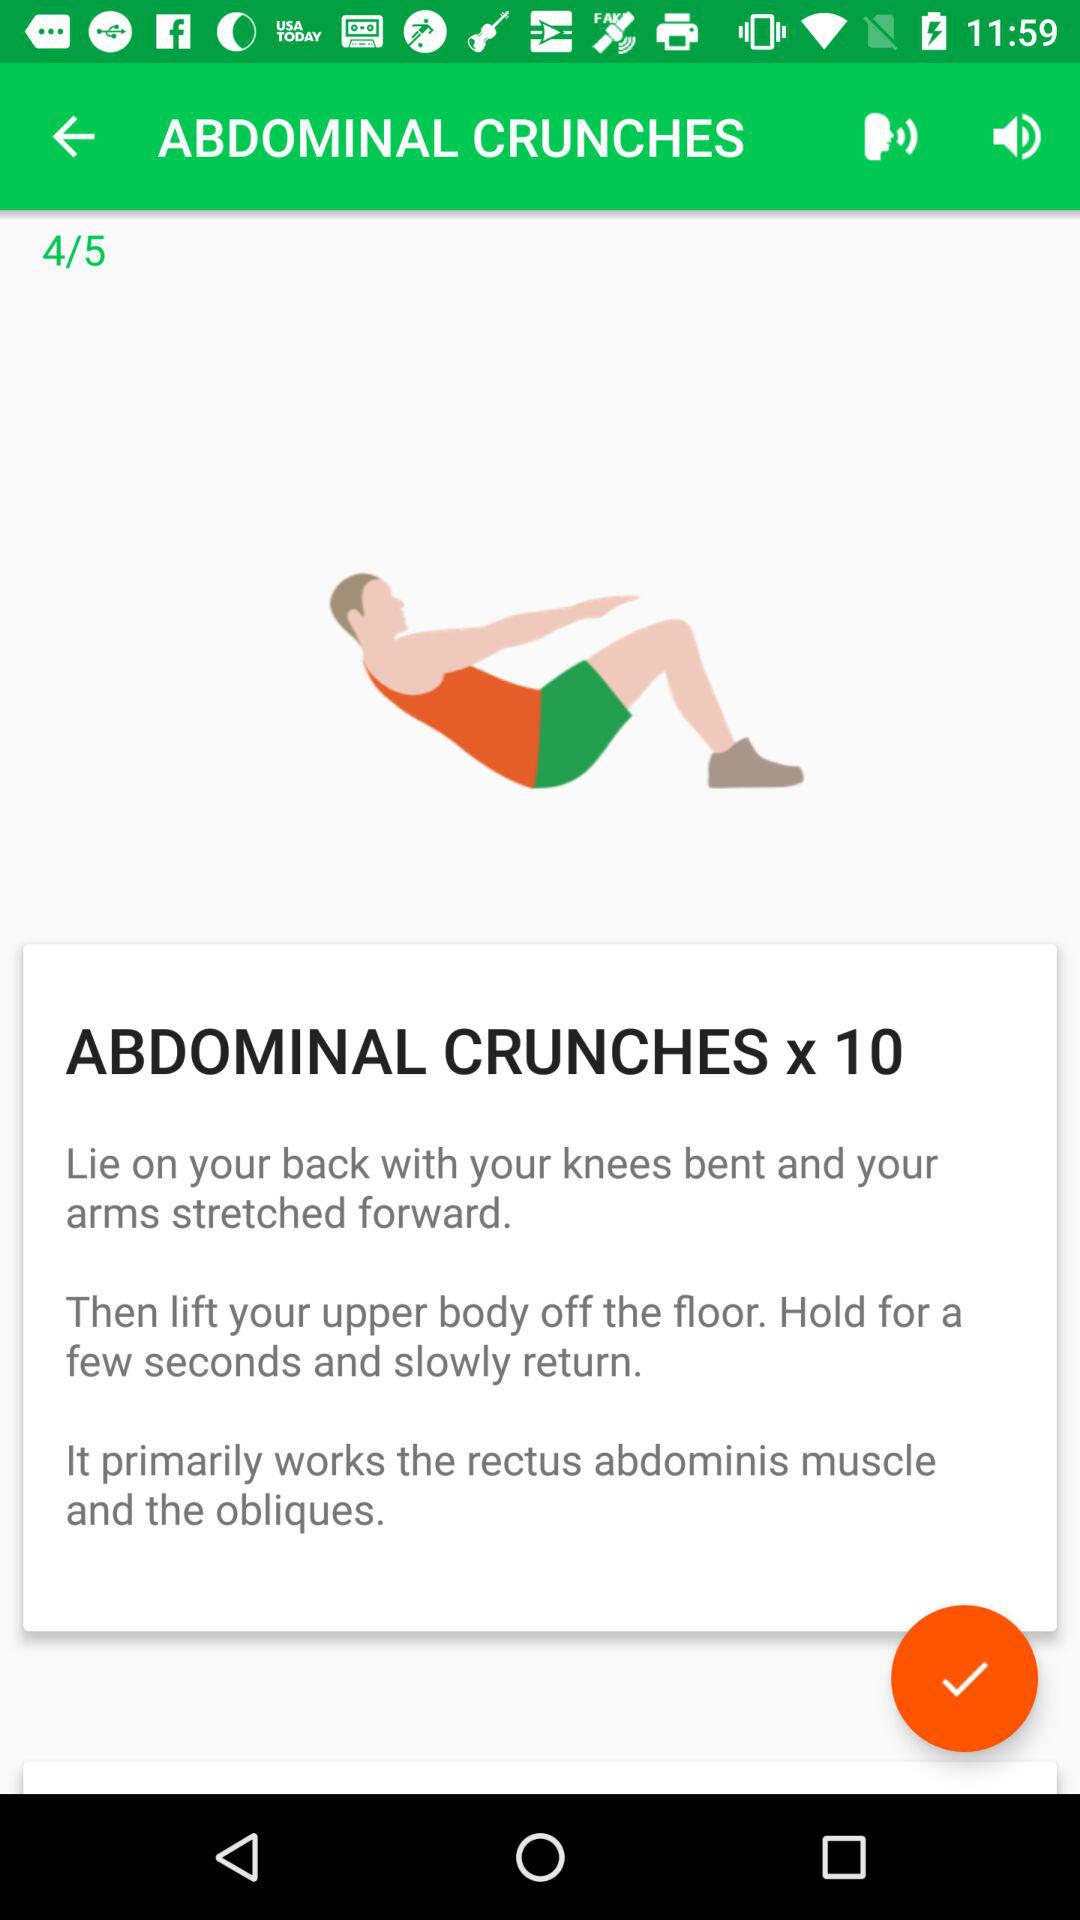 USA
TODAY
FAKE
11:59
ABDOMINAL CRUNCHES
4/5
ABDOMINAL CRUNCHES x 10
Lie on your back with your knees bent and your
arms stretched forward.
Then lift your upper body off the floor. Hold for a
few seconds and slowly return.
It primarily works the rectus abdominis muscle
and the obliques.